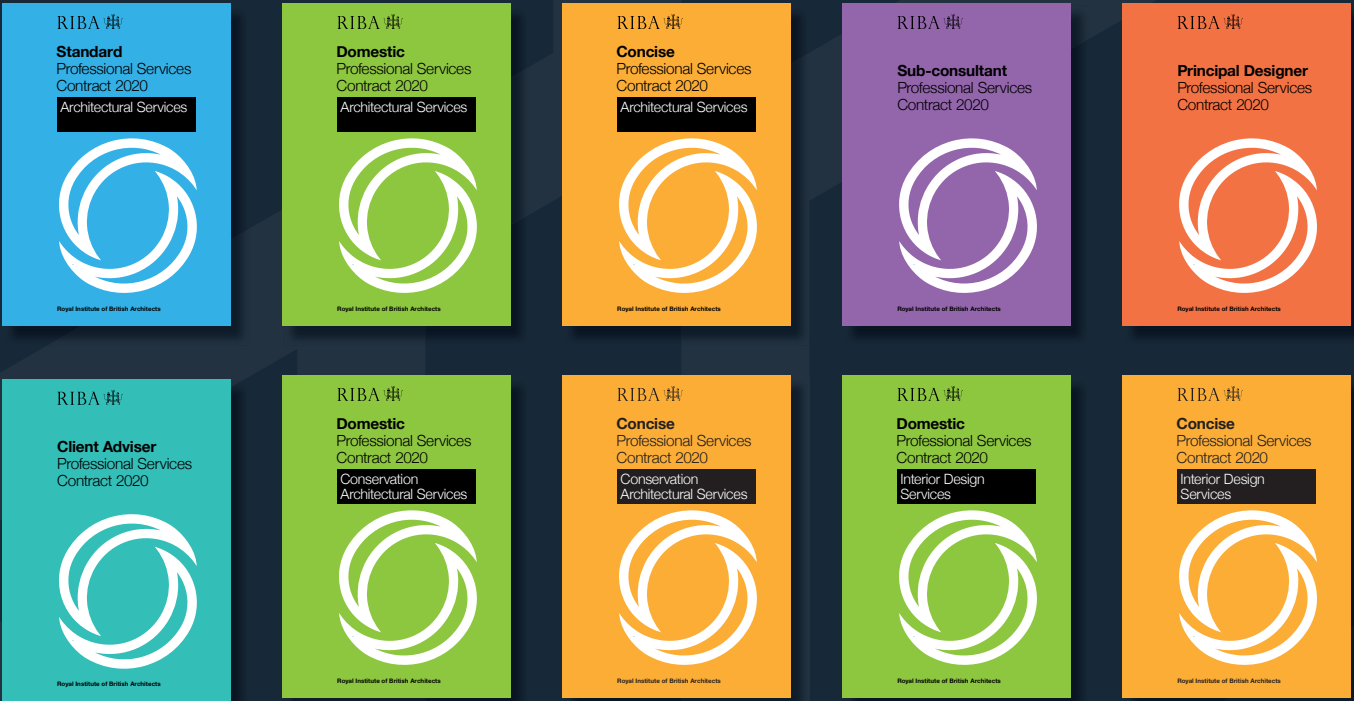 RIBA
Standard
Professional Services
Contract 2020
Architectural Services
Royal Institute of British Architects
RIBA
Domestic
Professional Services
Contract 2020
Architectural Services
Royal Institute of British Architects
RIBA
Concise
Professional Services
Contract 2020
Architectural Services
Royal Institute of British Architects
RIBA
Sub-consultant
Professional Services
Contract 2020
Royal Institute of British Architects
RIBA
Principal Designer
Professional Services
Contract 2020
Royal Institute of British Architects
RIBA
Client Adviser
Professional Services
Contract 2020
Royal Institute of British Architects
RIBA
Domestic
Professional Services
Contract 2020
Conservation
Architectural Services
Royal Institute of British Architects
RIBA
Concise
Professional Services
Contract 2020
Conservation
Architectural Services
Royal Institute of British Architects
RIBA
Domestic
Professional Services
Contract 2020
Interior Design
Services
Royal Institute of British Architects
RIBA
Concise
Professional Services
Contract 2020
Interior Design
Services
Royal Institute of British Architects